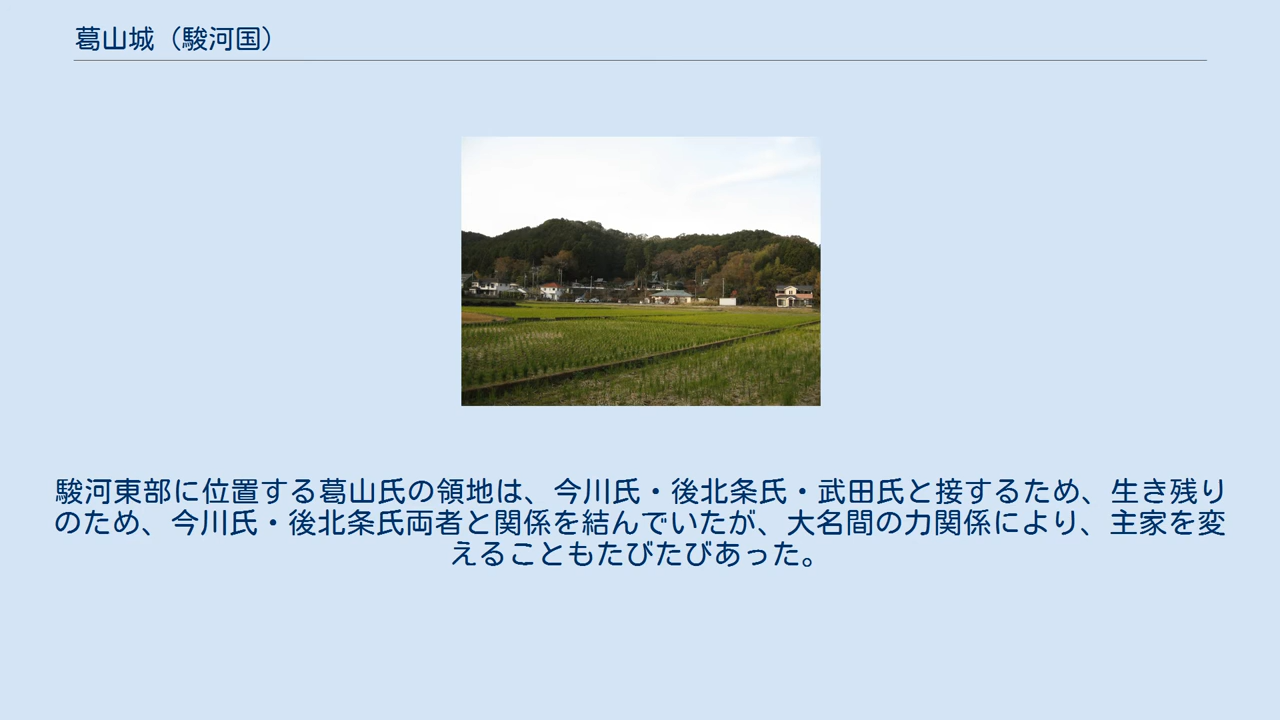 葛山城（駿河国）
駿河東部に位置する葛山氏の領地は、今川氏・後北条氏・武田氏と接するため、生き残り
のため、今川氏・後北条氏両者と関係を結んでいたが、大名間の力関係により、主家を変
えることもたびたびあった。